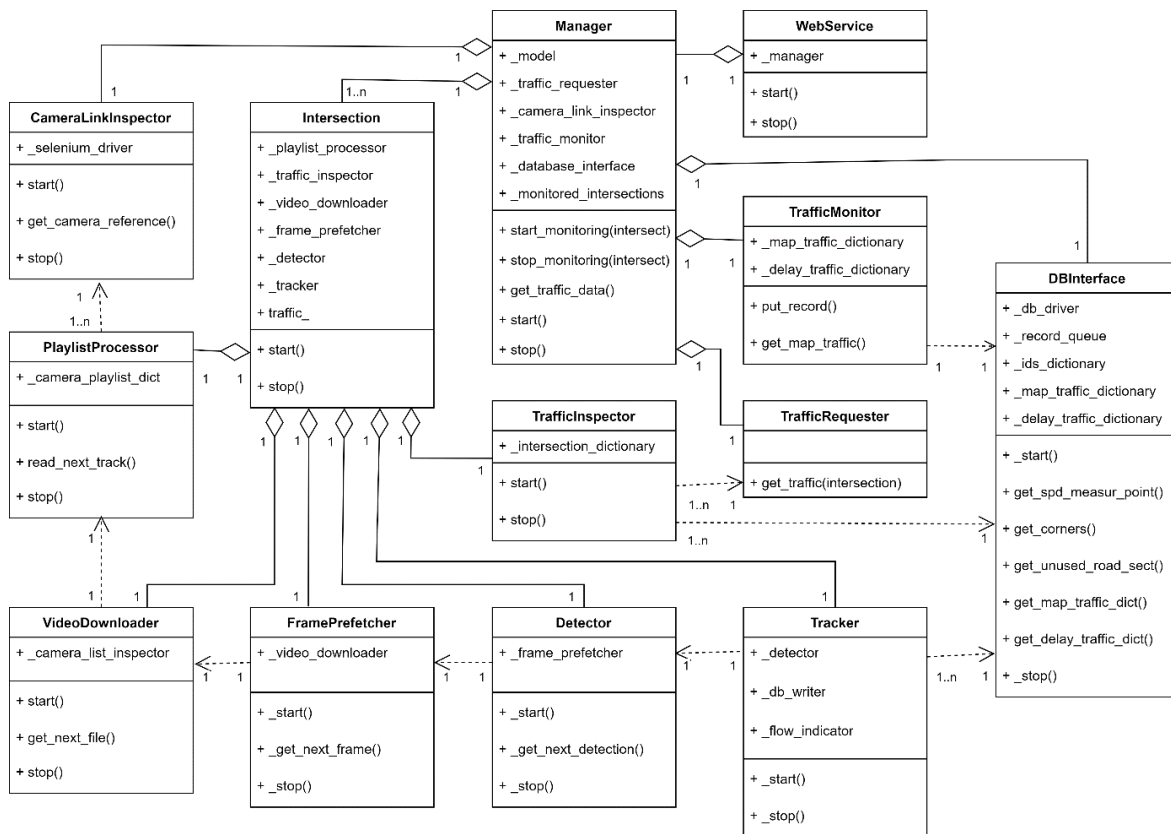 Manager
+ _model
+ _traffic_requester
+ _camera_link_inspector
+ _traffic_monitor
+ _database_interface
+ _monitored_intersections
+ start_monitoring(intersect)
+ stop_monitoring(intersect)
+ get_traffic_data()
+ start()
+ stop()
WebService
+ _manager
+ start()
+ stop()
1
1
1
1
1..n
1
1
1
CameraLinkInspector
+ _selenium_driver
+ start()
+ get_camera_reference()
+ stop()
Intersection
+ _playlist_processor
+ _traffic_inspector
+ _video_downloader
+ _frame_prefetcher
+ _detector
+ _tracker
+ traffic_
+ start()
+ stop()
TrafficMonitor
+ _map_traffic_dictionary
+ _delay_traffic_dictionary
+ put_record()
+ get_map_traffic()
1
1
1
1
DBInterface
+ _db_driver
+ _record_queue
+ _ids_dictionary
+ _map_traffic_dictionary
+ _delay_traffic_dictionary
+ _start()
+ get_spd_measur_point()
+ get_corners()
+ get_unused_road_sect()
+ get_map_traffic_dict()
+ get_delay_traffic_dict()
+ _stop()
1
1..n
PlaylistProcessor
+ _camera_playlist_dict
+ start()
+ read_next_track()
+ stop()
1
1
1
1
1
1
1
1
1
TrafficInspector
+ _intersection_dictionary
+ start()
+ stop()
TrafficRequester
+ get_traffic(intersection)
1
1
1
1..n
1
1..n
1
1
1
1
1
1
1
VideoDownloader
+ _camera_list_inspector
+ start()
+ get_next_file()
+ stop()
FramePrefetcher
+ _video_downloader
+ _start()
+ _get_next_frame()
+ _stop()
Detector
+ _frame_prefetcher
+ _start()
+ _get_next_detection()
+ _stop()
Tracker
+ _detector
+ _db_writer
+ _flow_indicator
+ _start()
+ _stop()
1
1
1
1
1
1
1..n
1